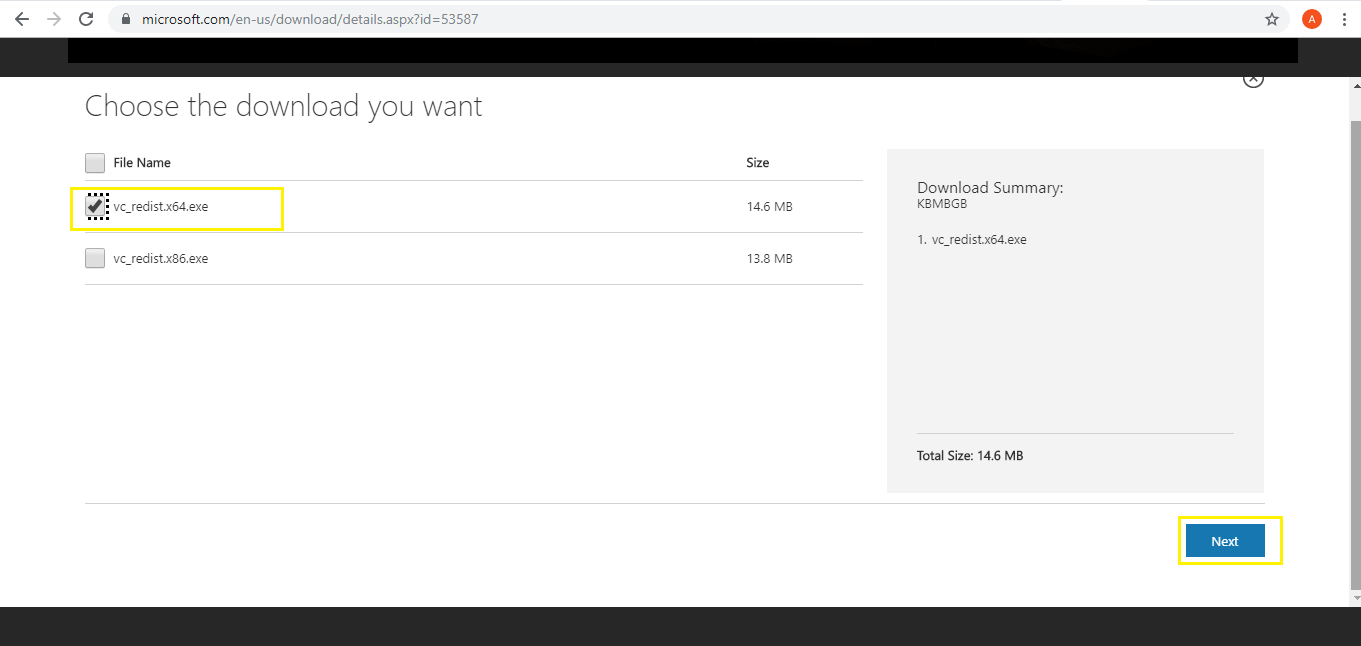 microsoft.com/en-us/download/details.aspx?id=53587
A
Choose the download you want
File Name Size
vc_redist.x64.exe 14.6 MB
vc_redist.x86.exe 13.8 MB
Download Summary:
KBMBGB
1. vc_redist.x64.exe
Total Size: 14.6 MB
Next